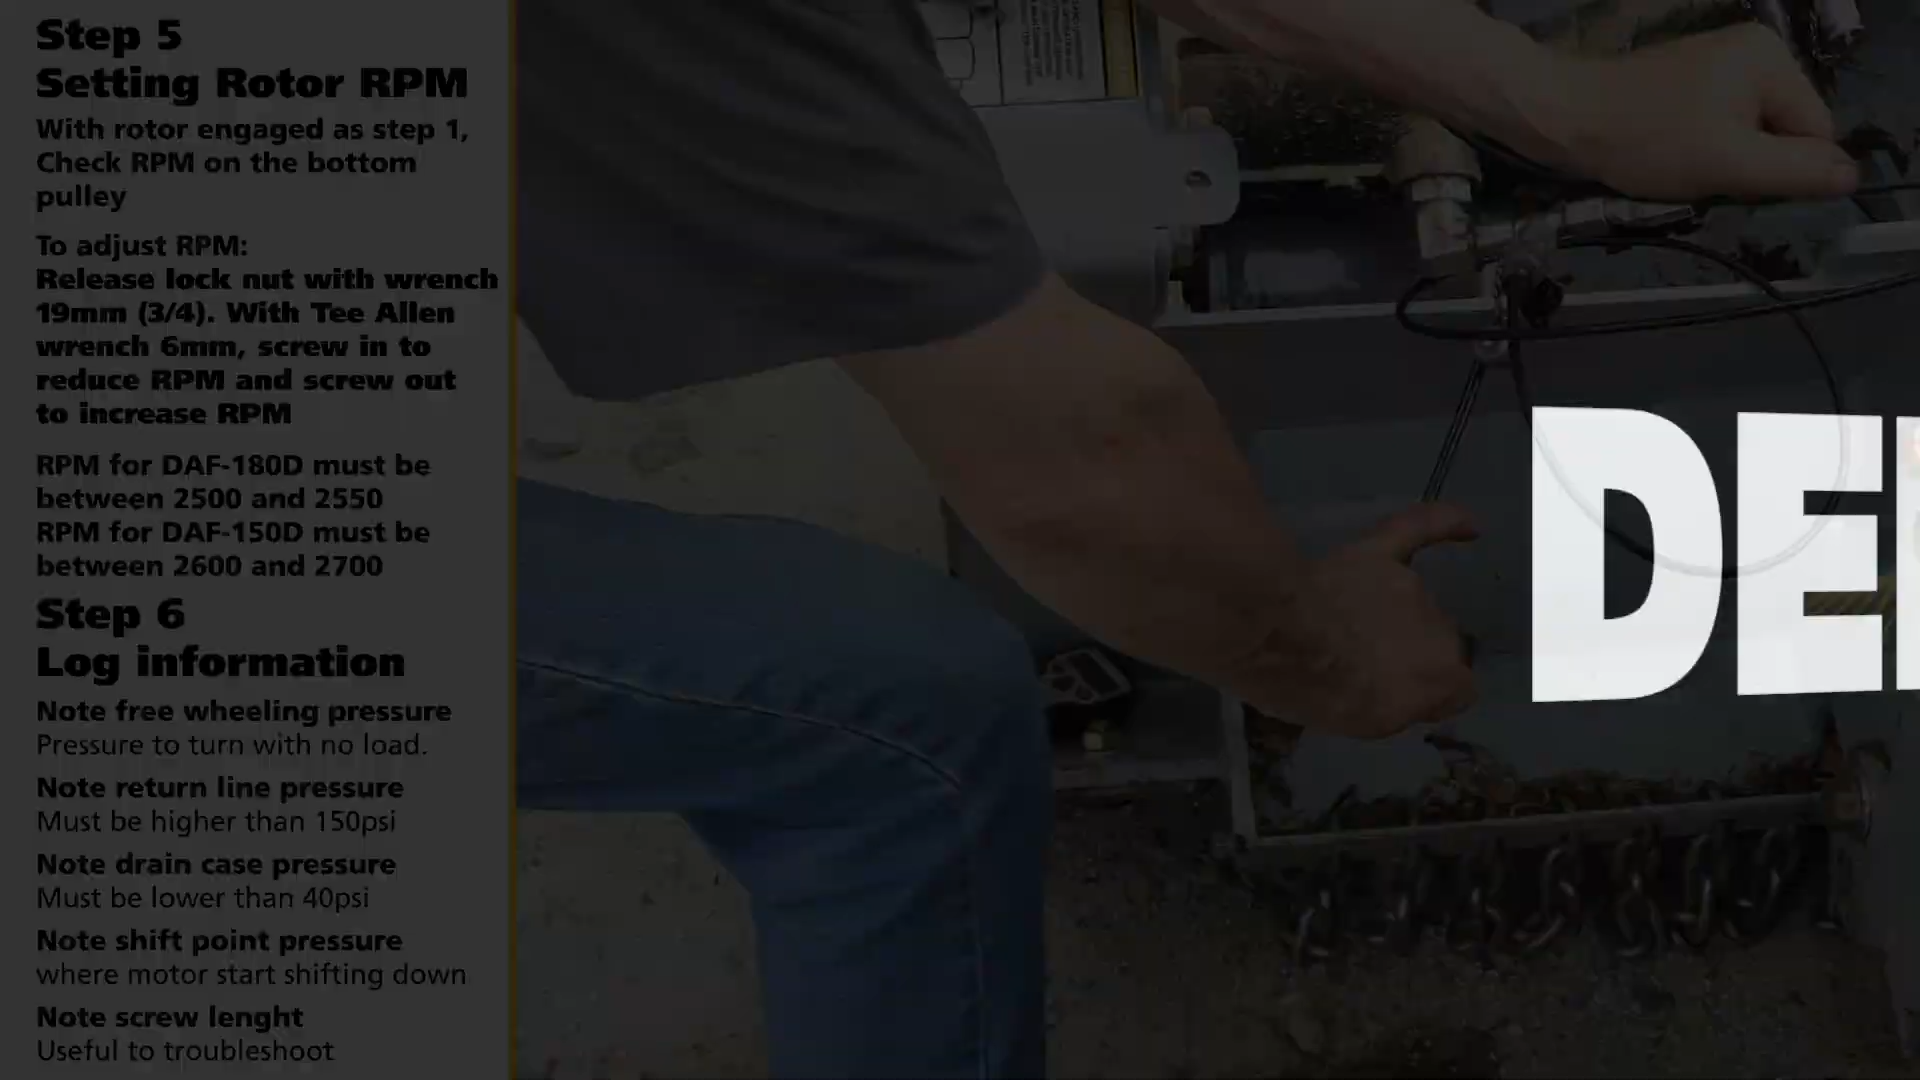 Step 5
Setting Rotor RPM
With rotor engaged as step 1,
Check RPM on the bottom
pulley
To adjust RPM:
Release lock nut with wrench
19mm (3/4). With Tee Allen
wrench 6mm, screw in to
reduce RPM and screw out
to increase RPM
RPM for DAF-180D must be
between 2500 and 2550
RPM for DAF-150D must be
between 2600 and 2700
Step 6
Log information
Note free wheeling pressure
Pressure to turn with no load.
Note return line pressure
Must be higher than 150psi
Note drain case pressure
Must be lower than 40psi
Note shift point pressure
where motor start shifting down
Note screw lenght
Useful to troubleshoot
DE